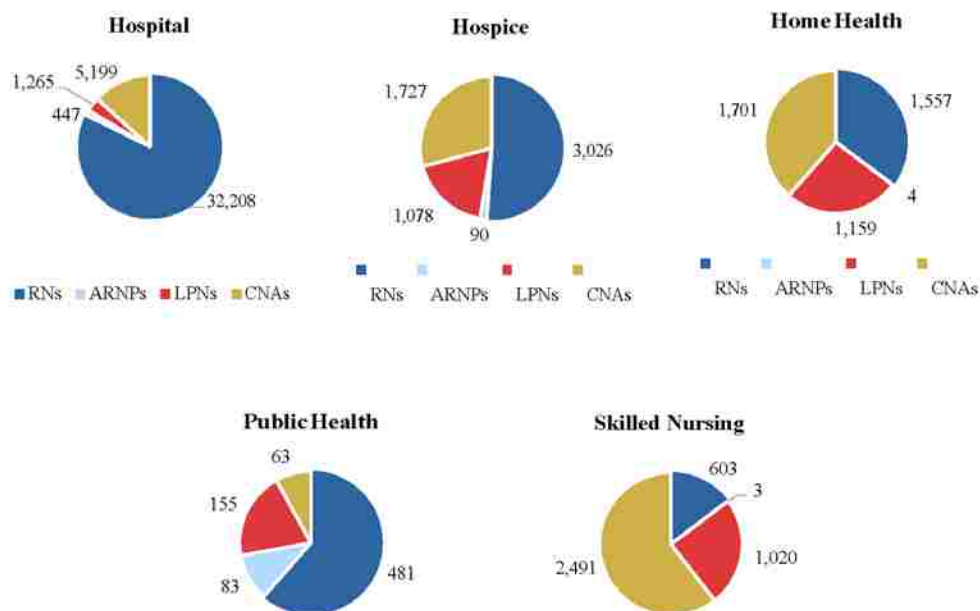 Hospital
5,199
1,265
447
32,208
RNs ARNPs LPNs CNAs
Hospice
1,727
3,026
1,078
90
RNs ARNPs LPNs CNAs
Home Health
1,701
1,557
4
1,159
RNs ARNPs LPNs CNAs
Public Health
63
155
83
481
Skilled Nursing
603
3
1,020
2,491